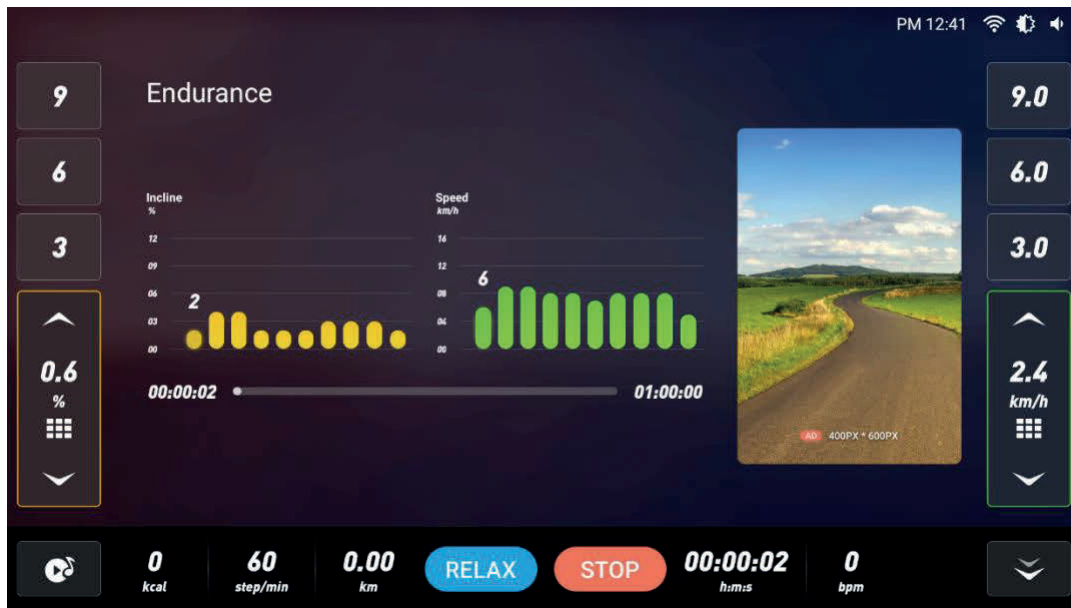 PM 12:41
9
6
3
0.6
%
Endurance
Incline
%
12
09
06
03
00
2
Speed
km/h
16
12
08
04
00
6
00:00:02
01:00:00
AD 400PX * 600PX
9.0
6.0
3.0
2.4
km/h
0
kcal
60
step/min
0.00
km
RELAX
STOP
00:00:02
h:m:s
0
bpm